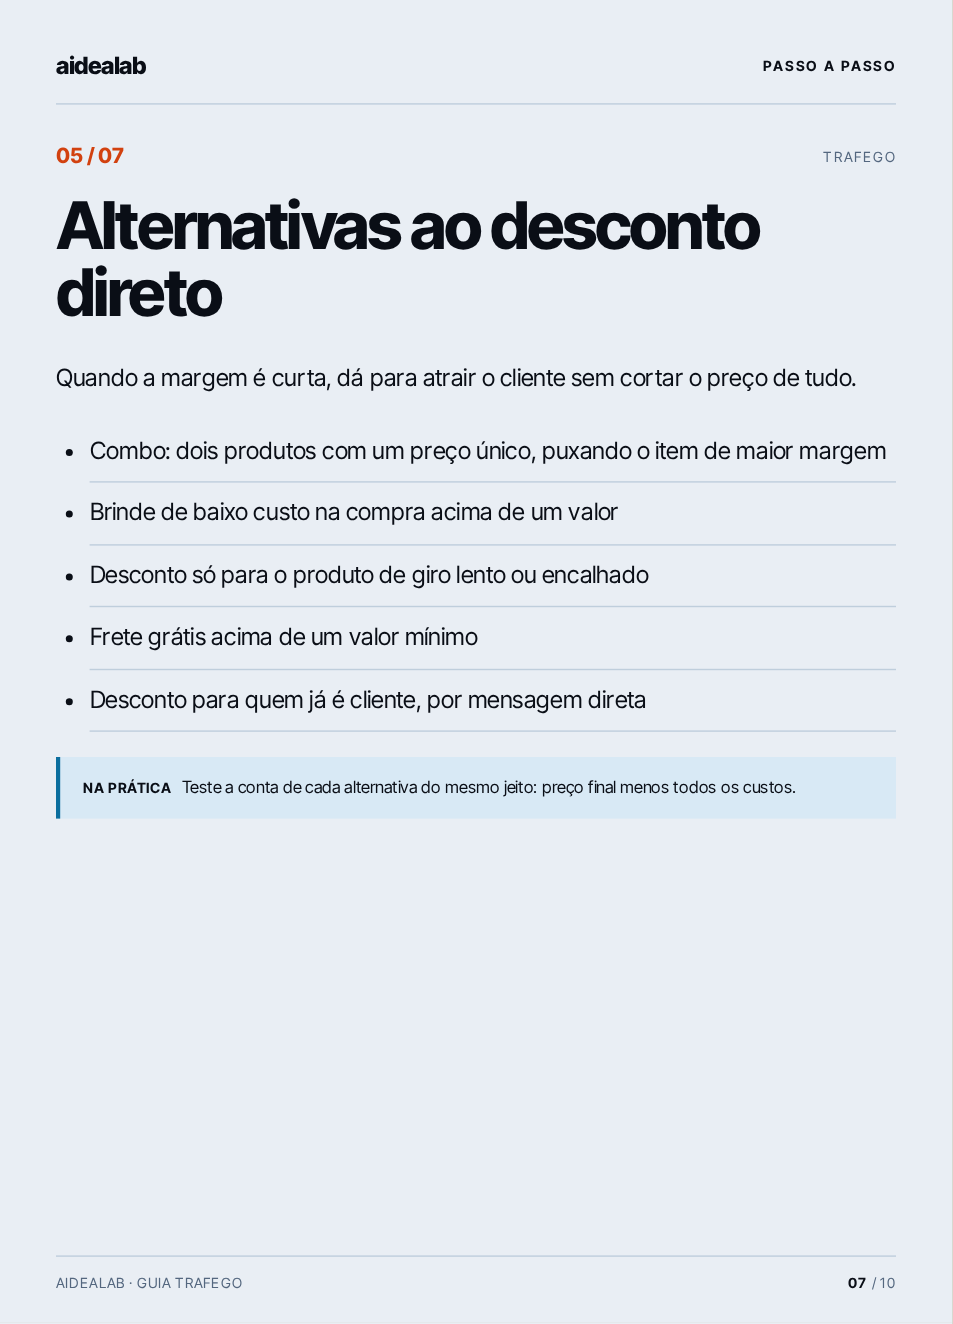 aidealab
PASSO A PASSO
05 / 07
TRAFEGO
Alternativas ao desconto
direto
Quando a margem é curta, dá para atrair o cliente sem cortar o preço de tudo.
• Combo: dois produtos com um preço único, puxando o item de maior margem
• Brinde de baixo custo na compra acima de um valor
• Desconto só para o produto de giro lento ou encalhado
• Frete grátis acima de um valor mínimo
• Desconto para quem já é cliente, por mensagem direta
NA PRÁTICA Teste a conta de cada alternativa do mesmo jeito: preço final menos todos os custos.
AIDEALAB · GUIA TRAFEGO
07 / 10